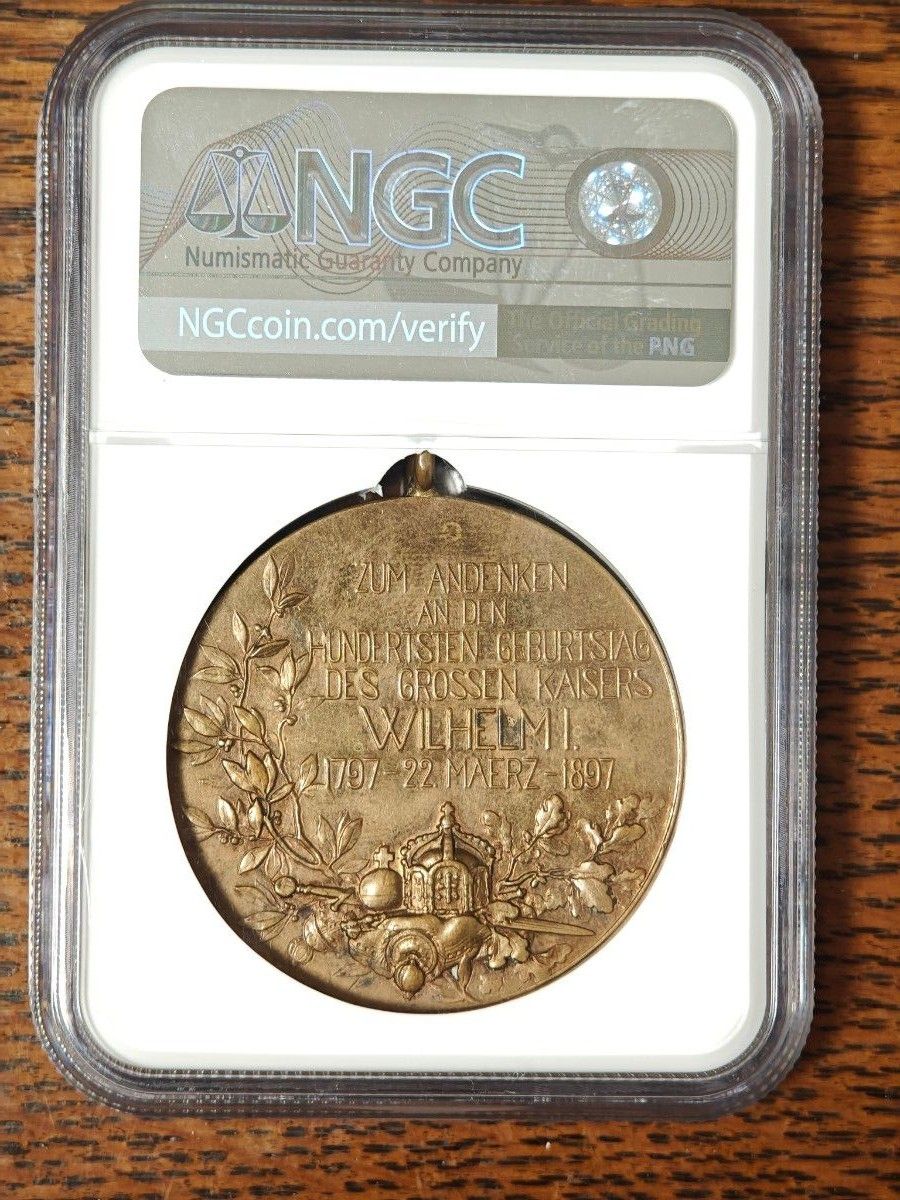 NGC
Numismatic Guaranty Company
NGCcoin.com/verify
The Official Grading
Service of the PNG
ZUM ANDENKEN
AN DEN
HUNDERTSTEN GEBURTSTAG
DES GROSSEN KAISERS
WILHELM I.
1797 - 22 MAERZ - 1897